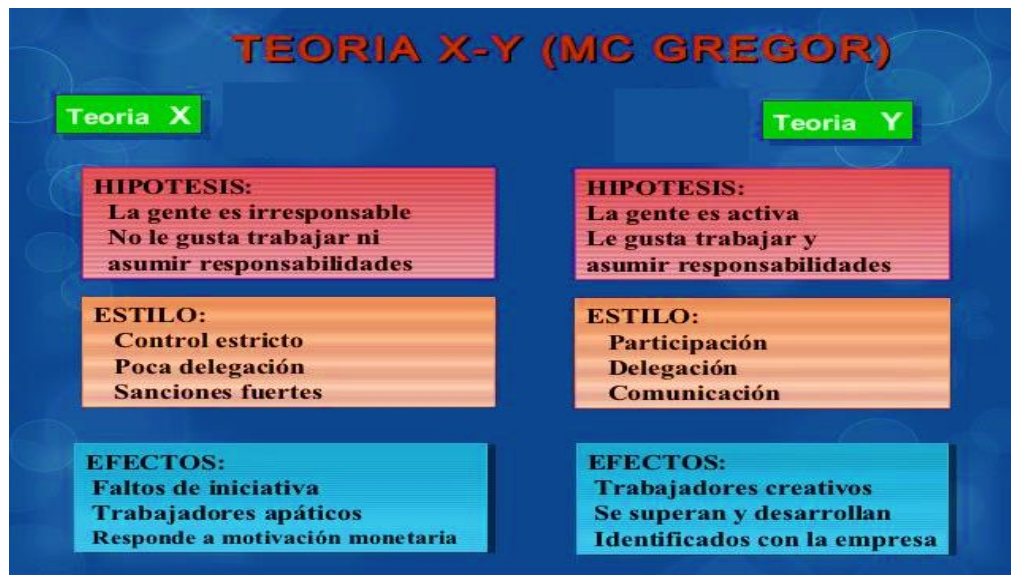 TEORIA X-Y (MC GREGOR)
Teoria X
HIPOTESIS:
La gente es irresponsable
No le gusta trabajar ni
asumir responsabilidades
ESTILO:
Control estricto
Poca delegación
Sanciones fuertes
EFECTOS:
Faltos de iniciativa
Trabajadores apáticos
Responde a motivación monetaria
Teoria Y
HIPOTESIS:
La gente es activa
Le gusta trabajar y
asumir responsabilidades
ESTILO:
Participación
Delegación
Comunicación
EFECTOS:
Trabajadores creativos
Se superan y desarrollan
Identificados con la empresa